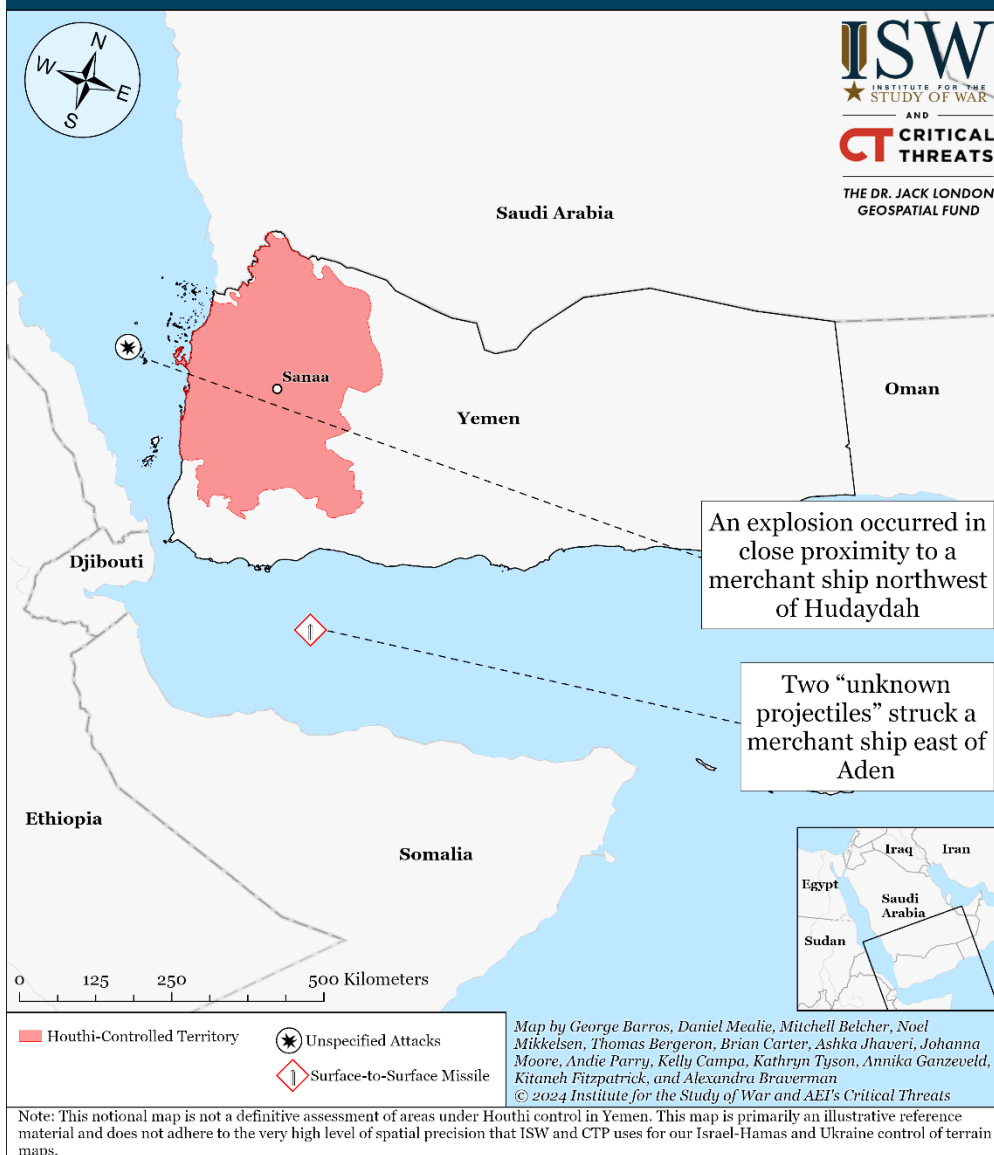 N
W
E
S
ISW
INSTITUTE FOR THE
STUDY OF WAR
AND
CT CRITICAL
THREATS
THE DR. JACK LONDON
GEOSPATIAL FUND
Saudi Arabia
Sanaa
Yemen
Oman
An explosion occurred in
close proximity to a
merchant ship northwest
of Hudaydah
Djibouti
Two “unknown
projectiles” struck a
merchant ship east of
Aden
Ethiopia
Somalia
Iraq
Iran
Egypt
Saudi
Arabia
Sudan
0 125 250 500 Kilometers
Houthi-Controlled Territory
Unspecified Attacks
Surface-to-Surface Missile
Map by George Barros, Daniel Mealie, Mitchell Belcher, Noel
Mikkelsen, Thomas Bergeron, Brian Carter, Ashka Jhaveri, Johanna
Moore, Andie Parry, Kelly Campa, Kathryn Tyson, Annika Ganzeveld,
Kitaneh Fitzpatrick, and Alexandra Braverman
© 2024 Institute for the Study of War and AEI's Critical Threats
Note: This notional map is not a definitive assessment of areas under Houthi control in Yemen. This map is primarily an illustrative reference
material and does not adhere to the very high level of spatial precision that ISW and CTP uses for our Israel-Hamas and Ukraine control of terrain
maps.